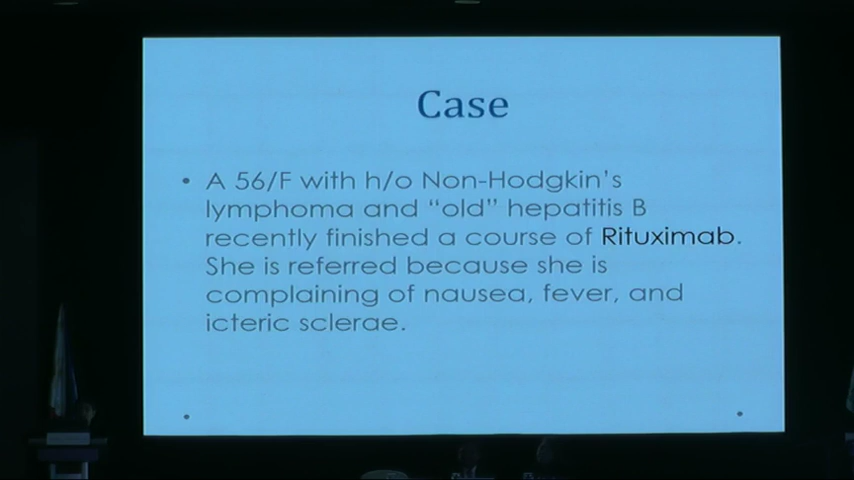 Case
• A 56/F with h/o Non-Hodgkin's
lymphoma and “old” hepatitis B
recently finished a course of Rituximab.
She is referred because she is
complaining of nausea, fever, and
icteric sclerae.